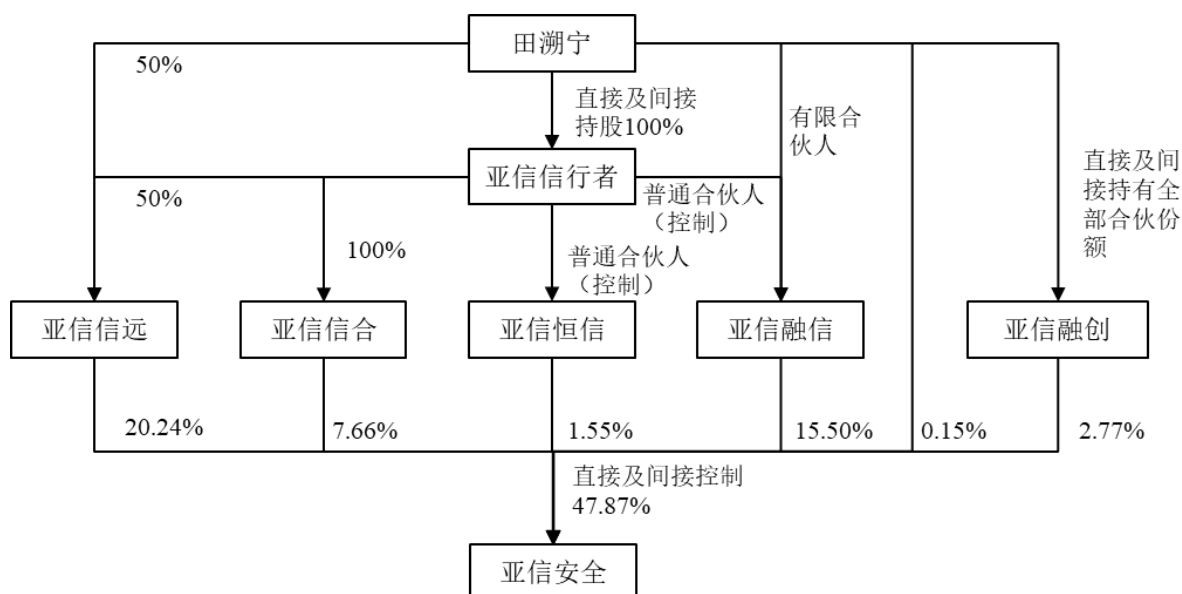 田溯宁
50%
直接及间接
持股100%
有限合
伙人
直接及间
接持有全
部合伙份
额
亚信信行者
50%
100%
普通合伙人
（控制）
普通合伙人
（控制）
亚信信远
亚信信合
亚信恒信
亚信融信
亚信融创
20.24%
7.66%
1.55%
15.50%
0.15%
2.77%
直接及间接控制
47.87%
亚信安全